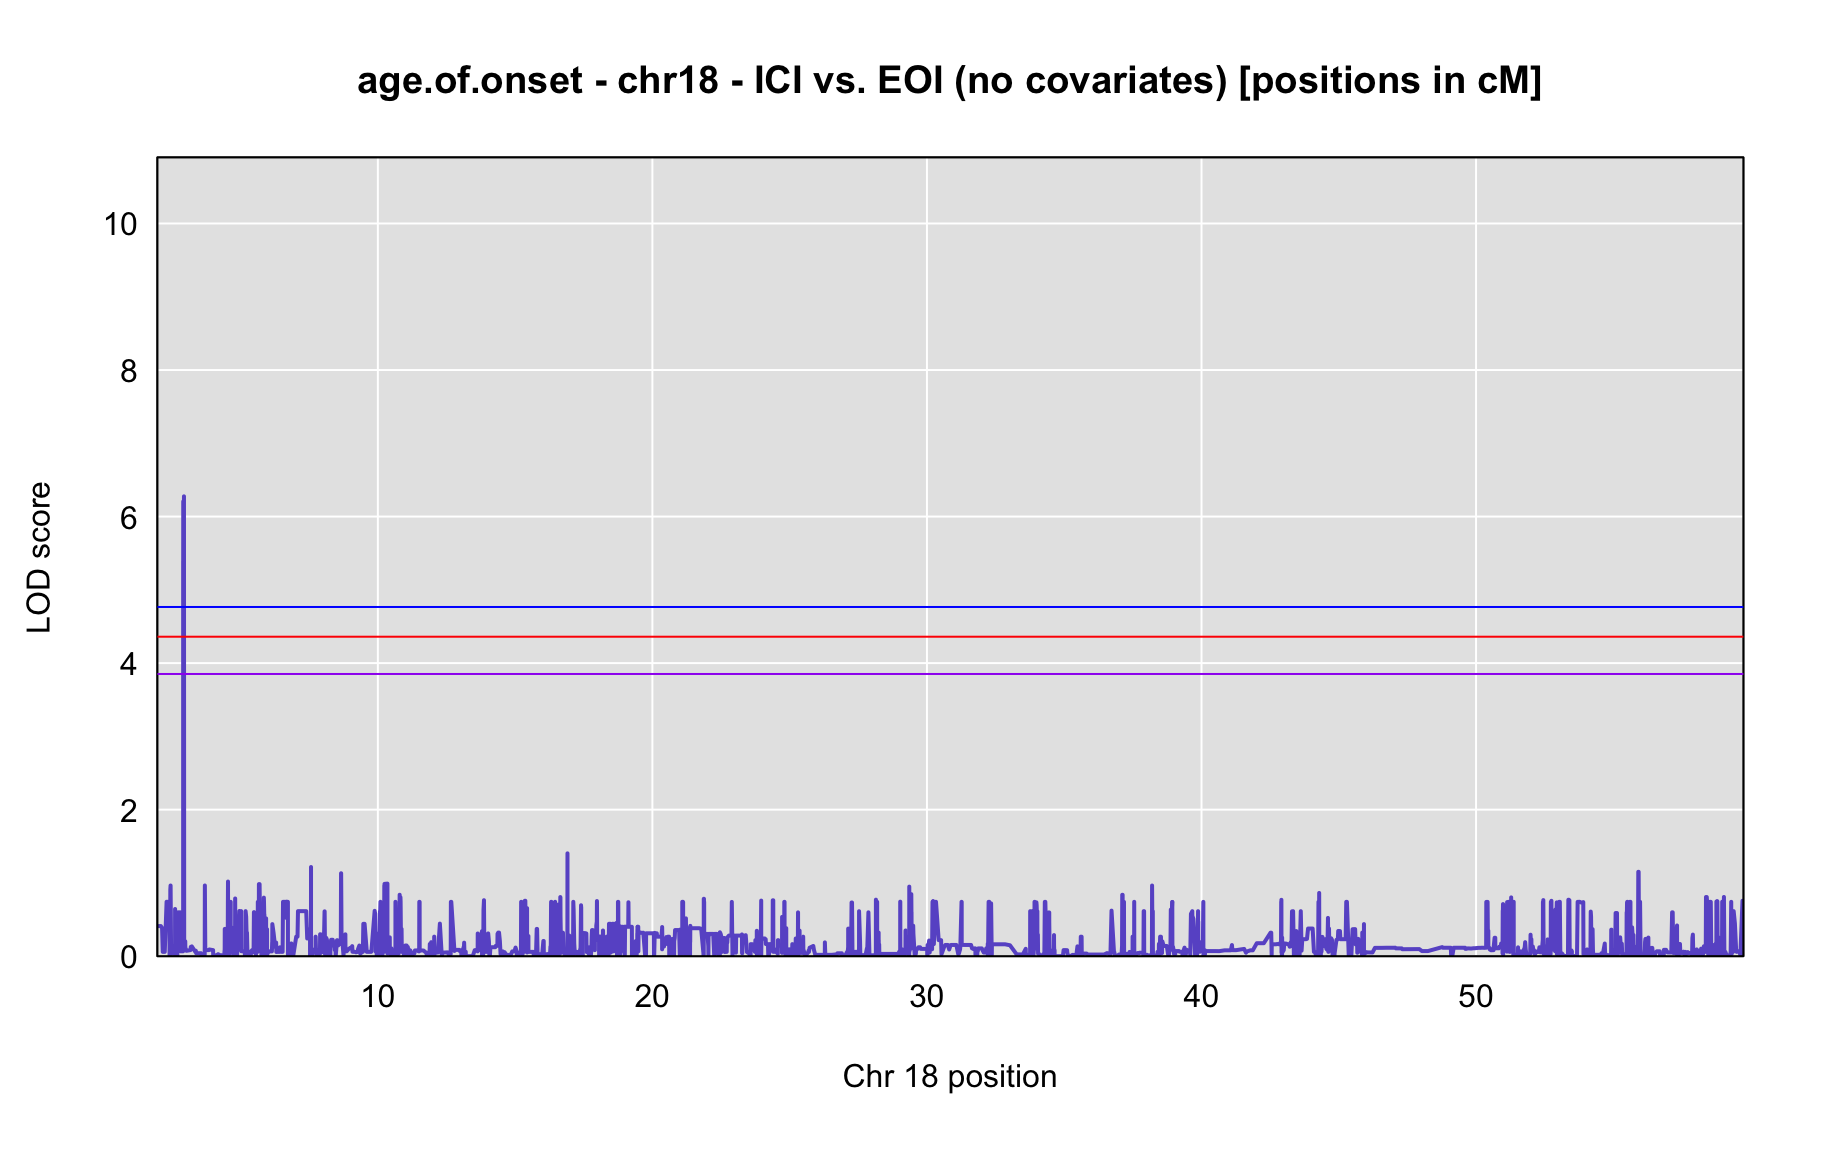 age.of.onset - chr18 - ICI vs. EOI (no covariates) [positions in cM]
10
8
6
4
2
0
LOD score
10 20 30 40 50
Chr 18 position